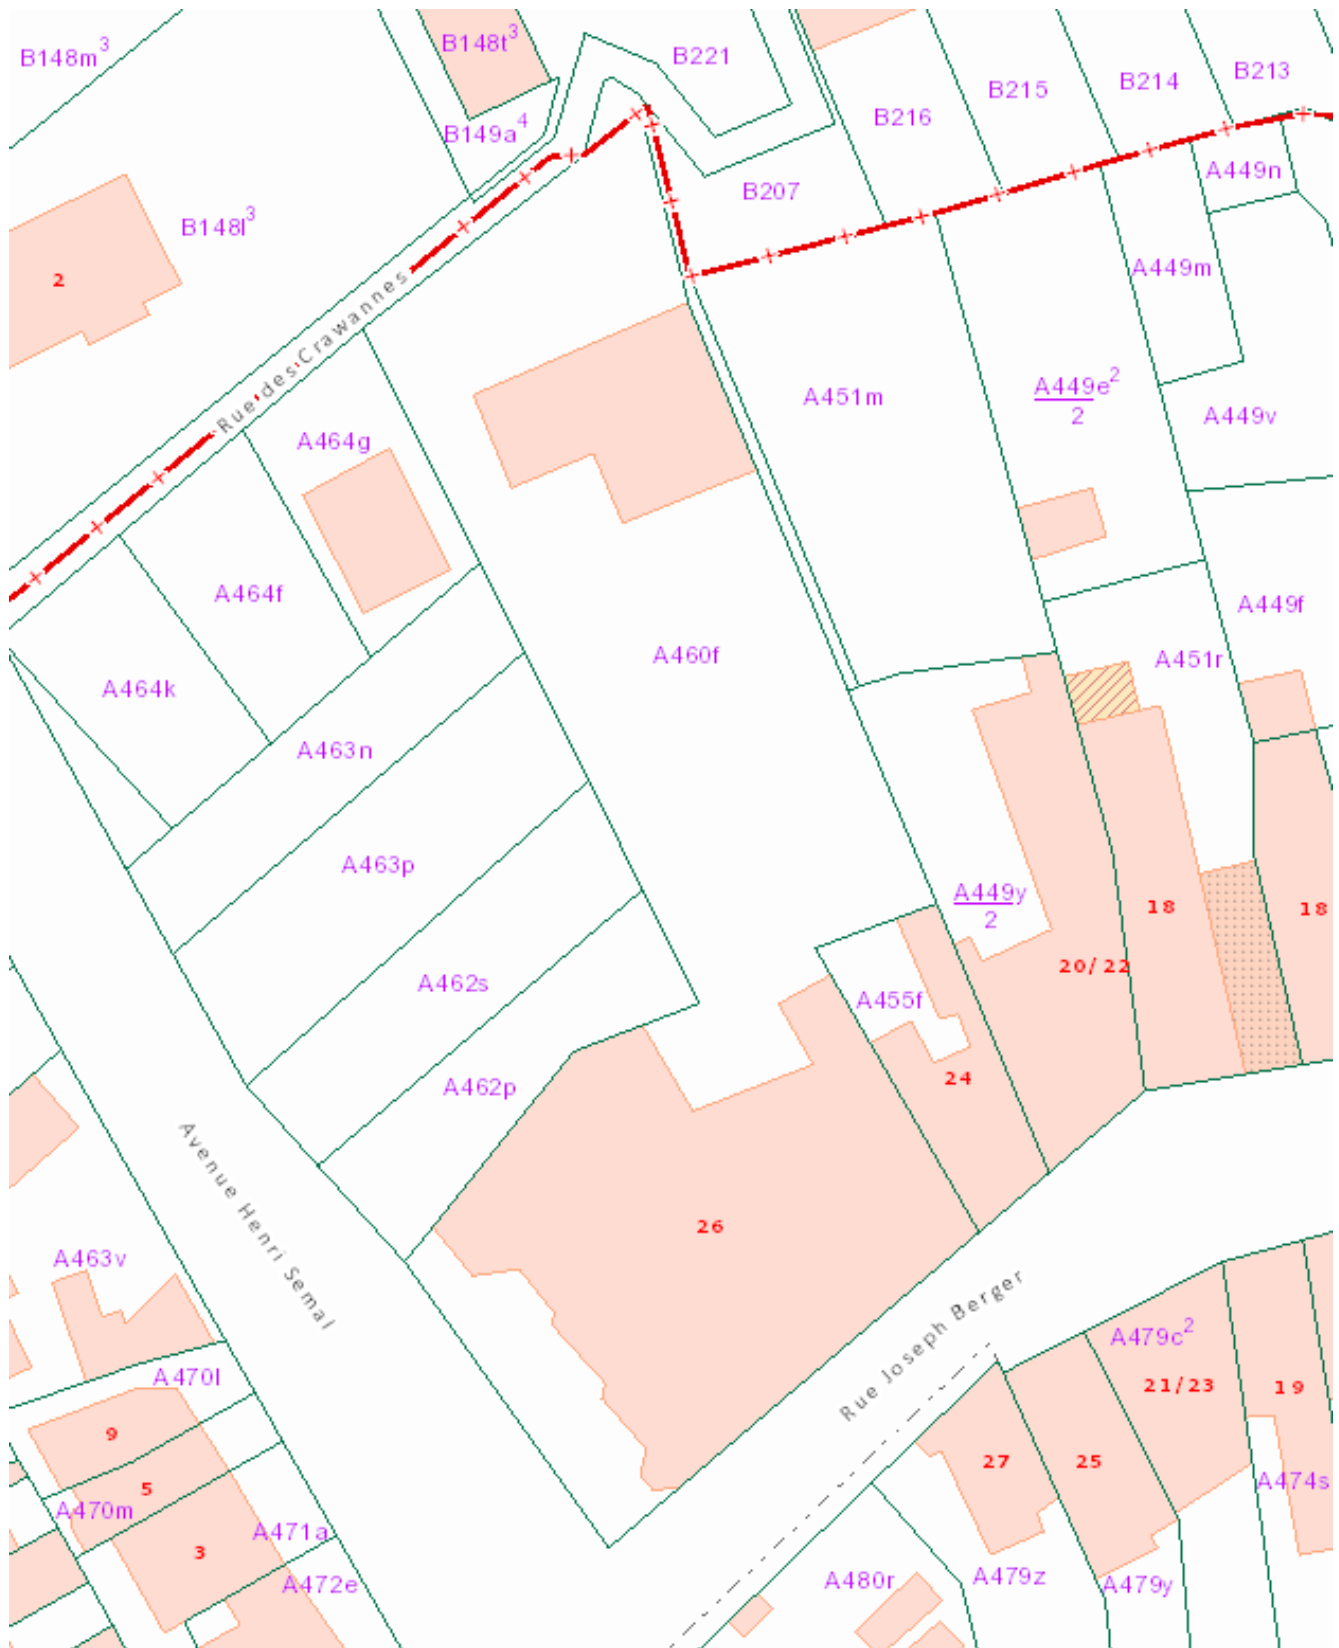 B148m³
B148t³
B221
B213
B214
B215
B216
B149a⁴
A449n
B207
B148l³
A449m
2
Rue des Crawannes
A451m
A449e²
2
A449v
A464g
A464f
A449f
A460f
A451r
A464k
A463n
A463p
A449y
2
18
18
20/22
A462s
A455f
24
A462p
Avenue Henri Semal
26
A463v
Rue Joseph Berger
A479c²
A470l
21/23
19
9
27
25
5
A470m
A474s
A471a
3
A472e
A480r
A479z
A479y